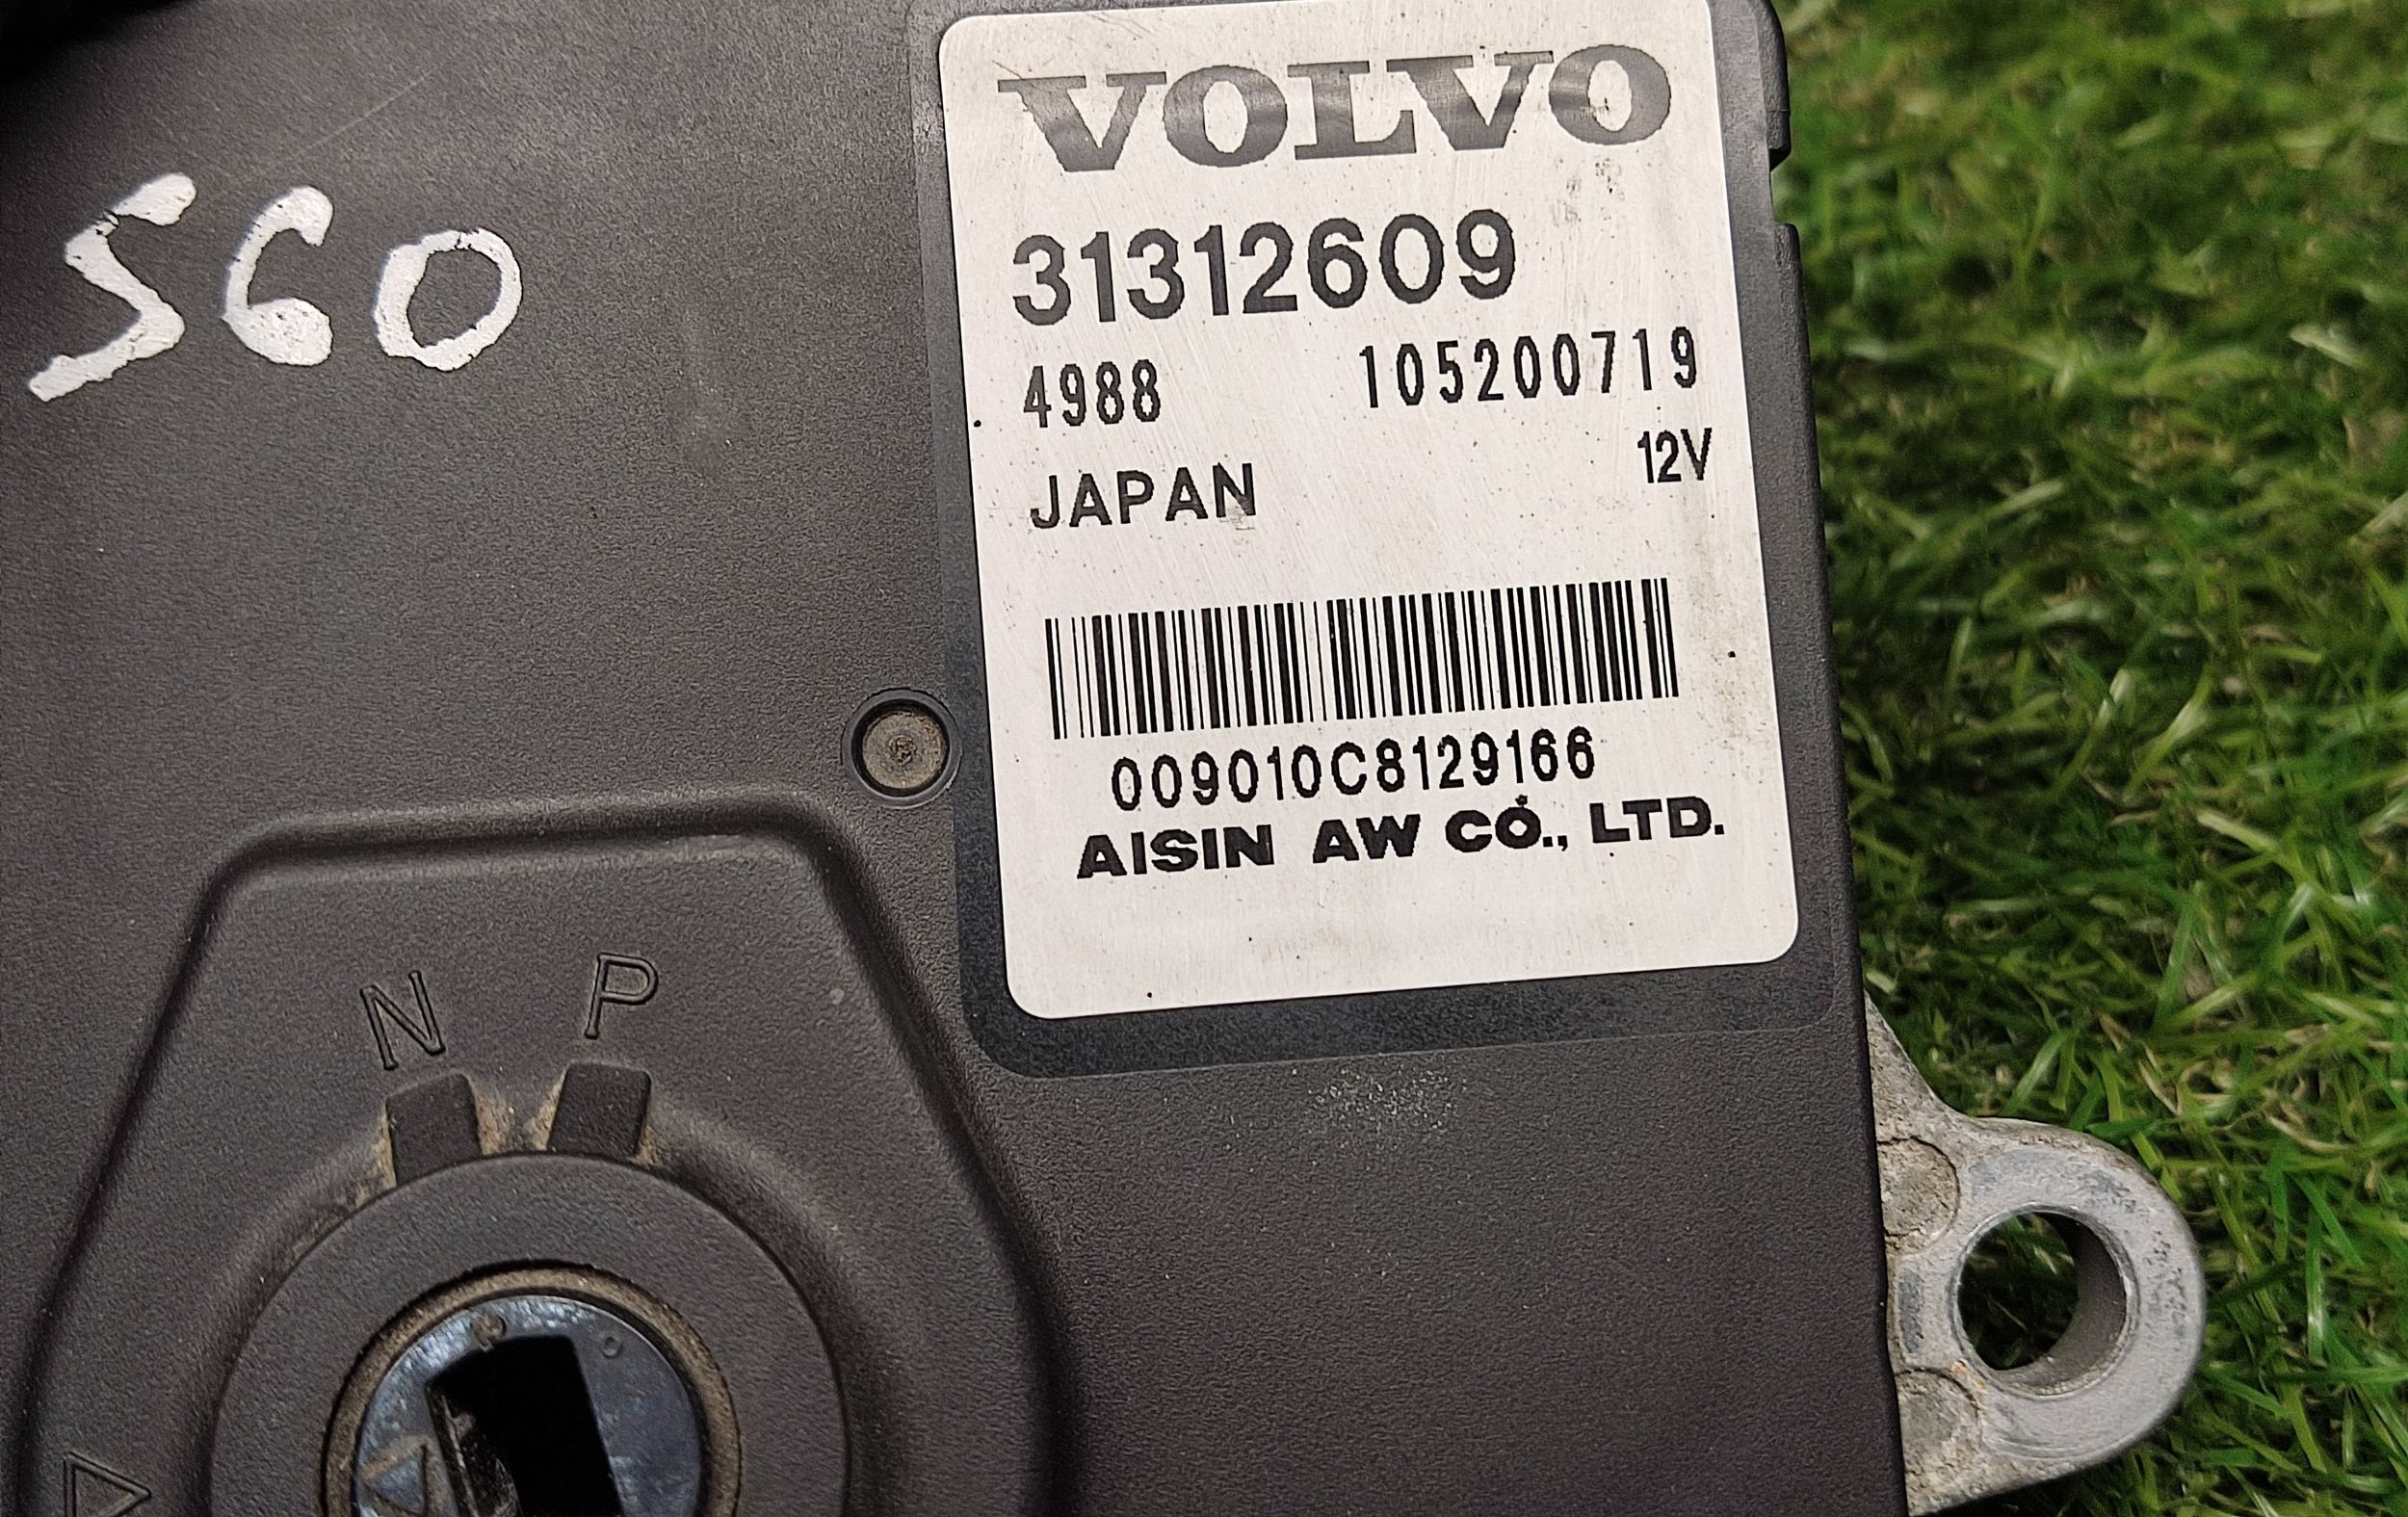 S60
VOLVO
31312609
4988 105200719
JAPAN 12V
009010C8129166
AISIN AW CO., LTD.
N P